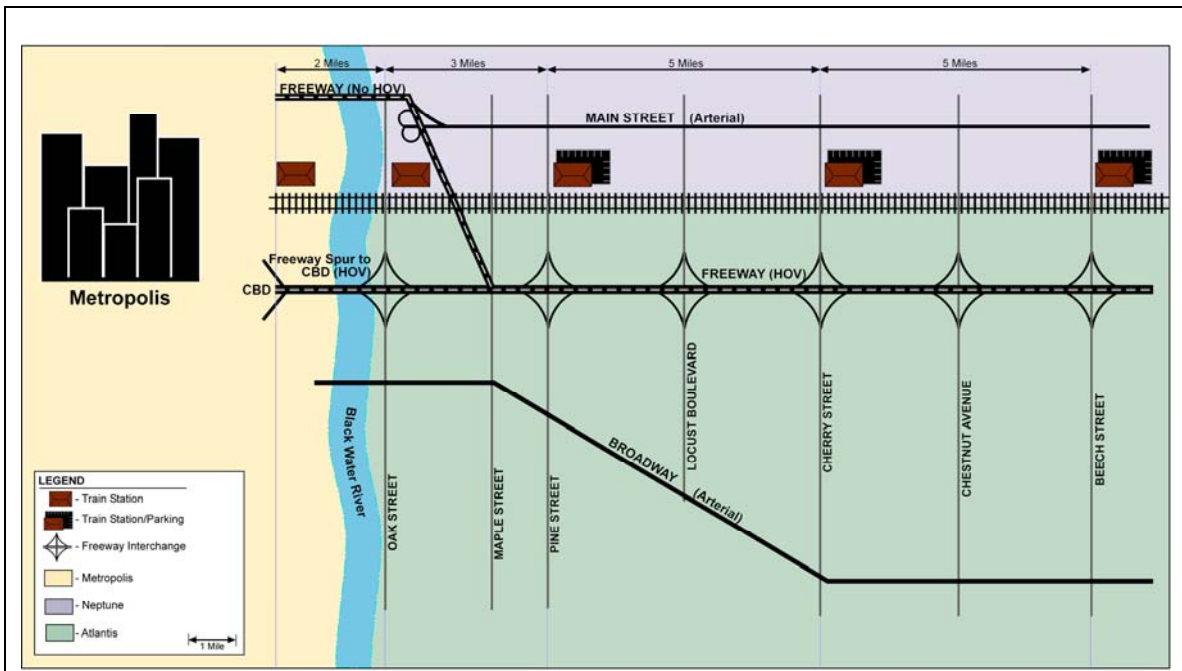 2 Miles
3 Miles
5 Miles
5 Miles
FREEWAY (No HOV)
MAIN STREET (Arterial)
Freeway Spur to
CBD (HOV)
FREEWAY (HOV)
CBD
Metropolis
Black Water River
OAK STREET
MAPLE STREET
PINE STREET
BROADWAY (Arterial)
LOCUST BOULEVARD
CHERRY STREET
CHESTNUT AVENUE
BEECH STREET
LEGEND
- Train Station
- Train Station/Parking
- Freeway Interchange
- Metropolis
- Neptune
- Atlantis
1 Mile